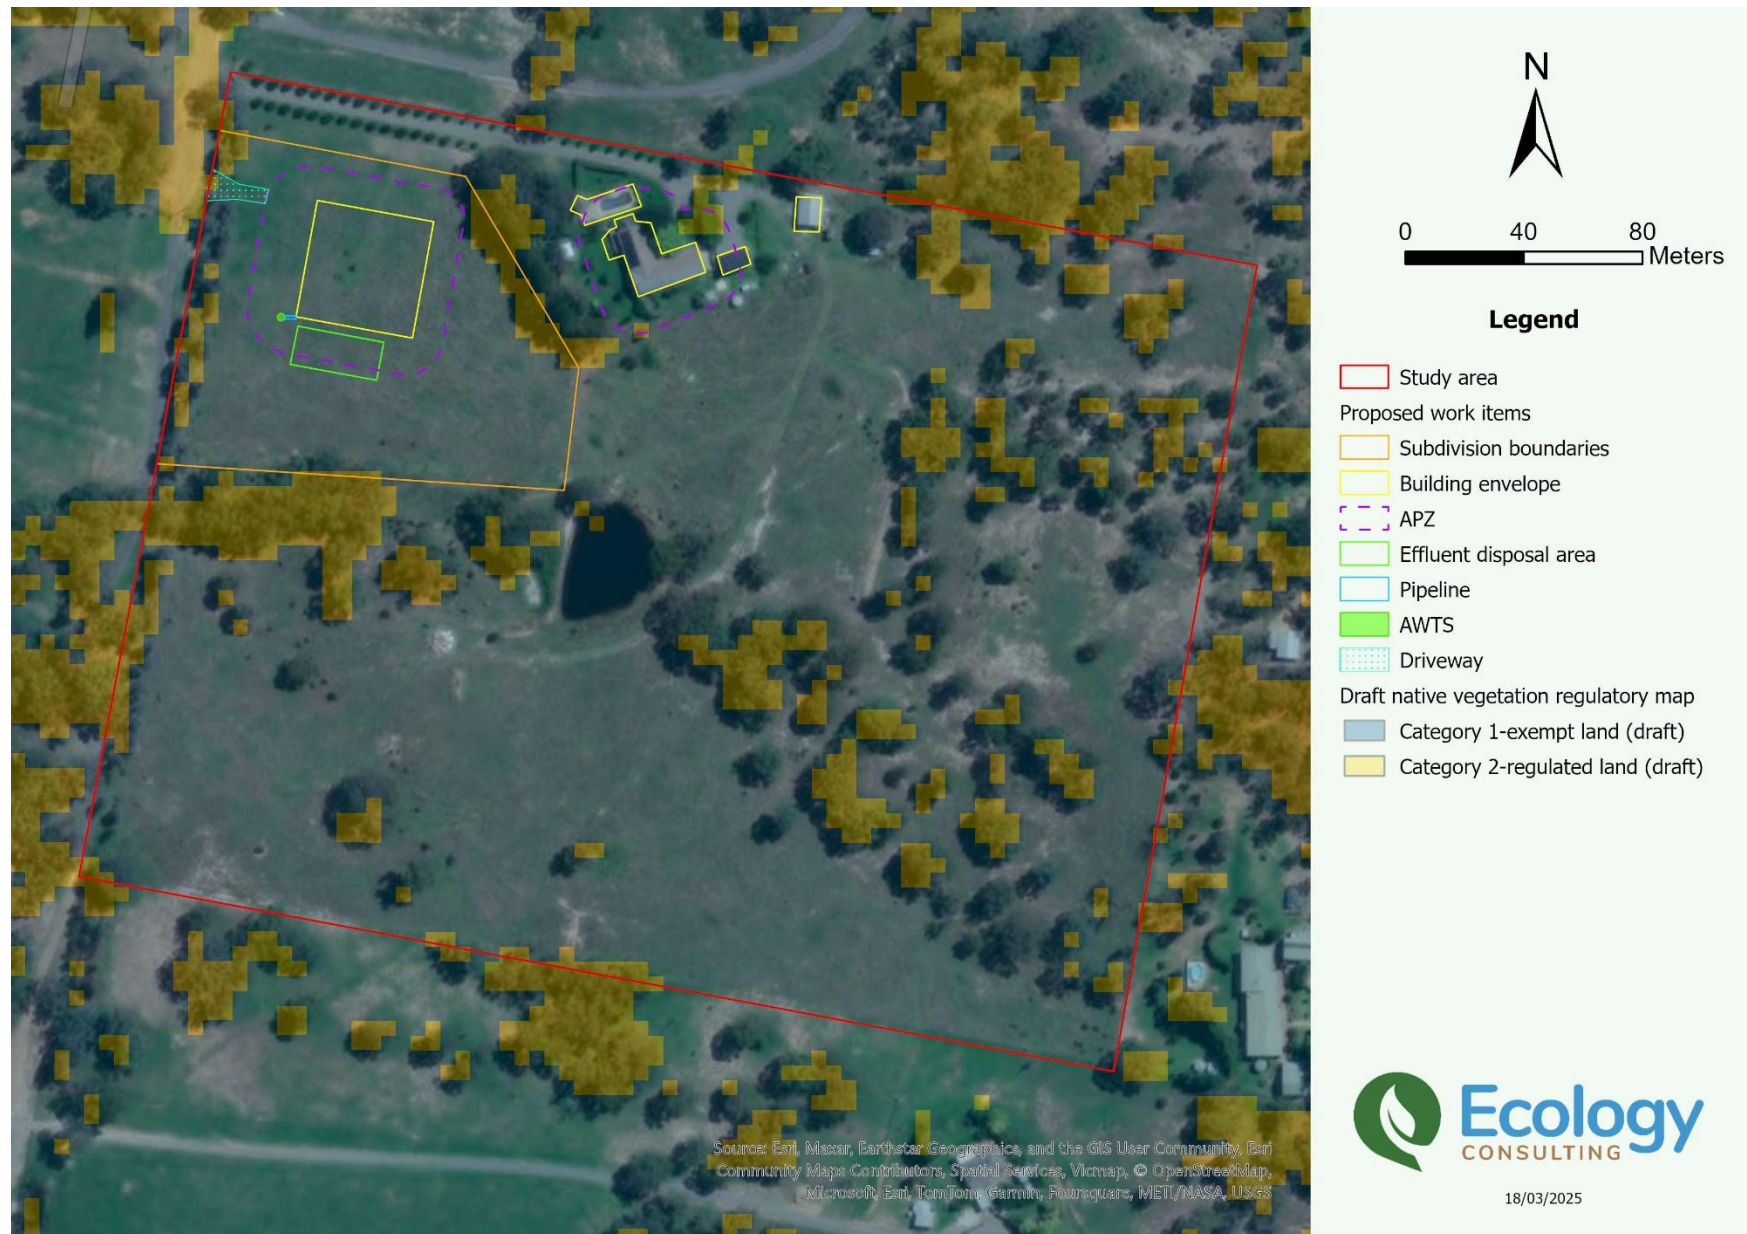 N
0 40 80
Meters
Legend
Study area
Proposed work items
Subdivision boundaries
Building envelope
APZ
Effluent disposal area
Pipeline
AWTS
Driveway
Draft native vegetation regulatory map
Category 1-exempt land (draft)
Category 2-regulated land (draft)
Source: Esri, Maxar, Earthstar Geographics, and the GIS User Community, Esri
Community Maps Contributors, Spatial Services, Vicmap, © OpenStreetMap,
Microsoft, Esri, TomTom, Garmin, Foursquare, METI/NASA, USGS
Ecology
CONSULTING
18/03/2025